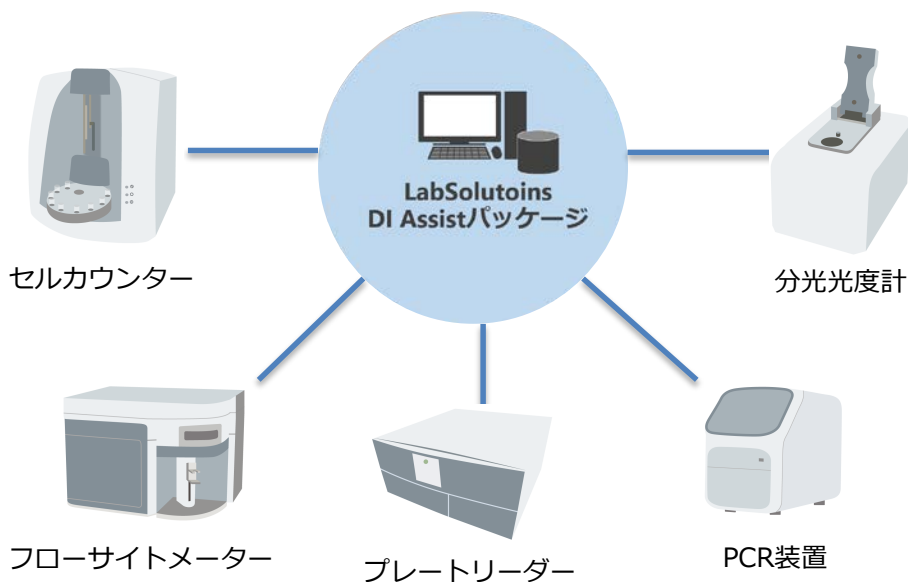 LabSolutoins
DI Assistパッケージ
セルカウンター
分光光度計
フローサイトメーター
プレートリーダー
PCR装置